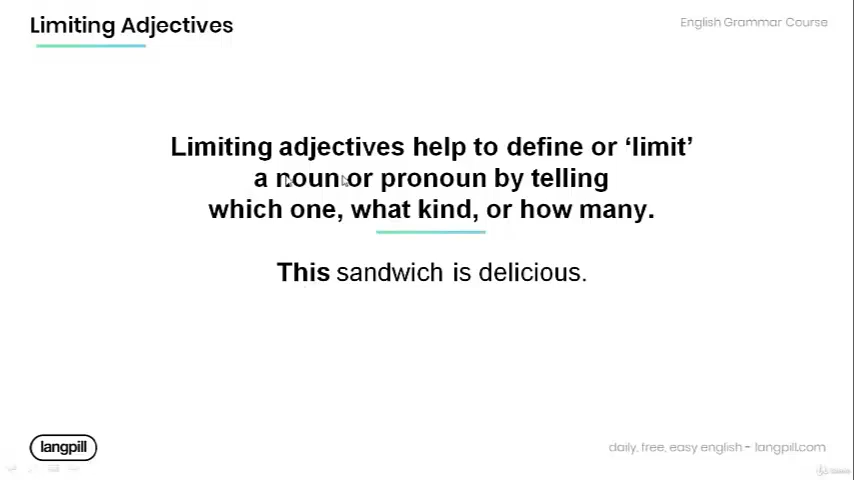 Limiting Adjectives
English Grammar Course
Limiting adjectives help to define or ‘limit’
a noun or pronoun by telling
which one, what kind, or how many.
This sandwich is delicious.
langpill
daily, free, easy english - langpill.com